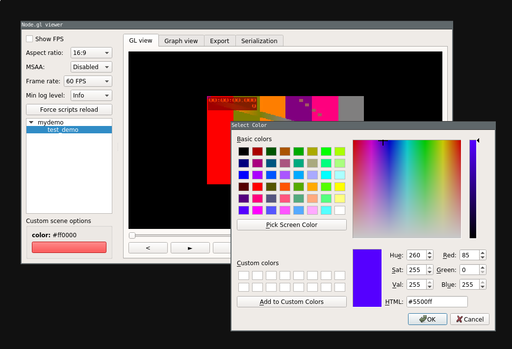 Node.gl viewer
Show FPS
Aspect ratio: 16:9
MSAA: Disabled
Frame rate: 60 FPS
Min log level: Info
Force scripts reload
mydemo
test_demo
Custom scene options
color: #ff0000
GL view Graph view Export Serialization
< ►
Select Color
Basic colors
Pick Screen Color
Custom colors
Add to Custom Colors
Hue: 260 Red: 85
Sat: 255 Green: 0
Val: 255 Blue: 255
HTML: #5500ff
OK Cancel